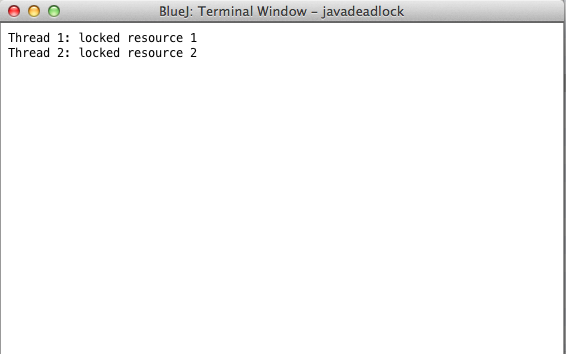 BlueJ: Terminal Window – javadeadlock
Thread 1: locked resource 1
Thread 2: locked resource 2